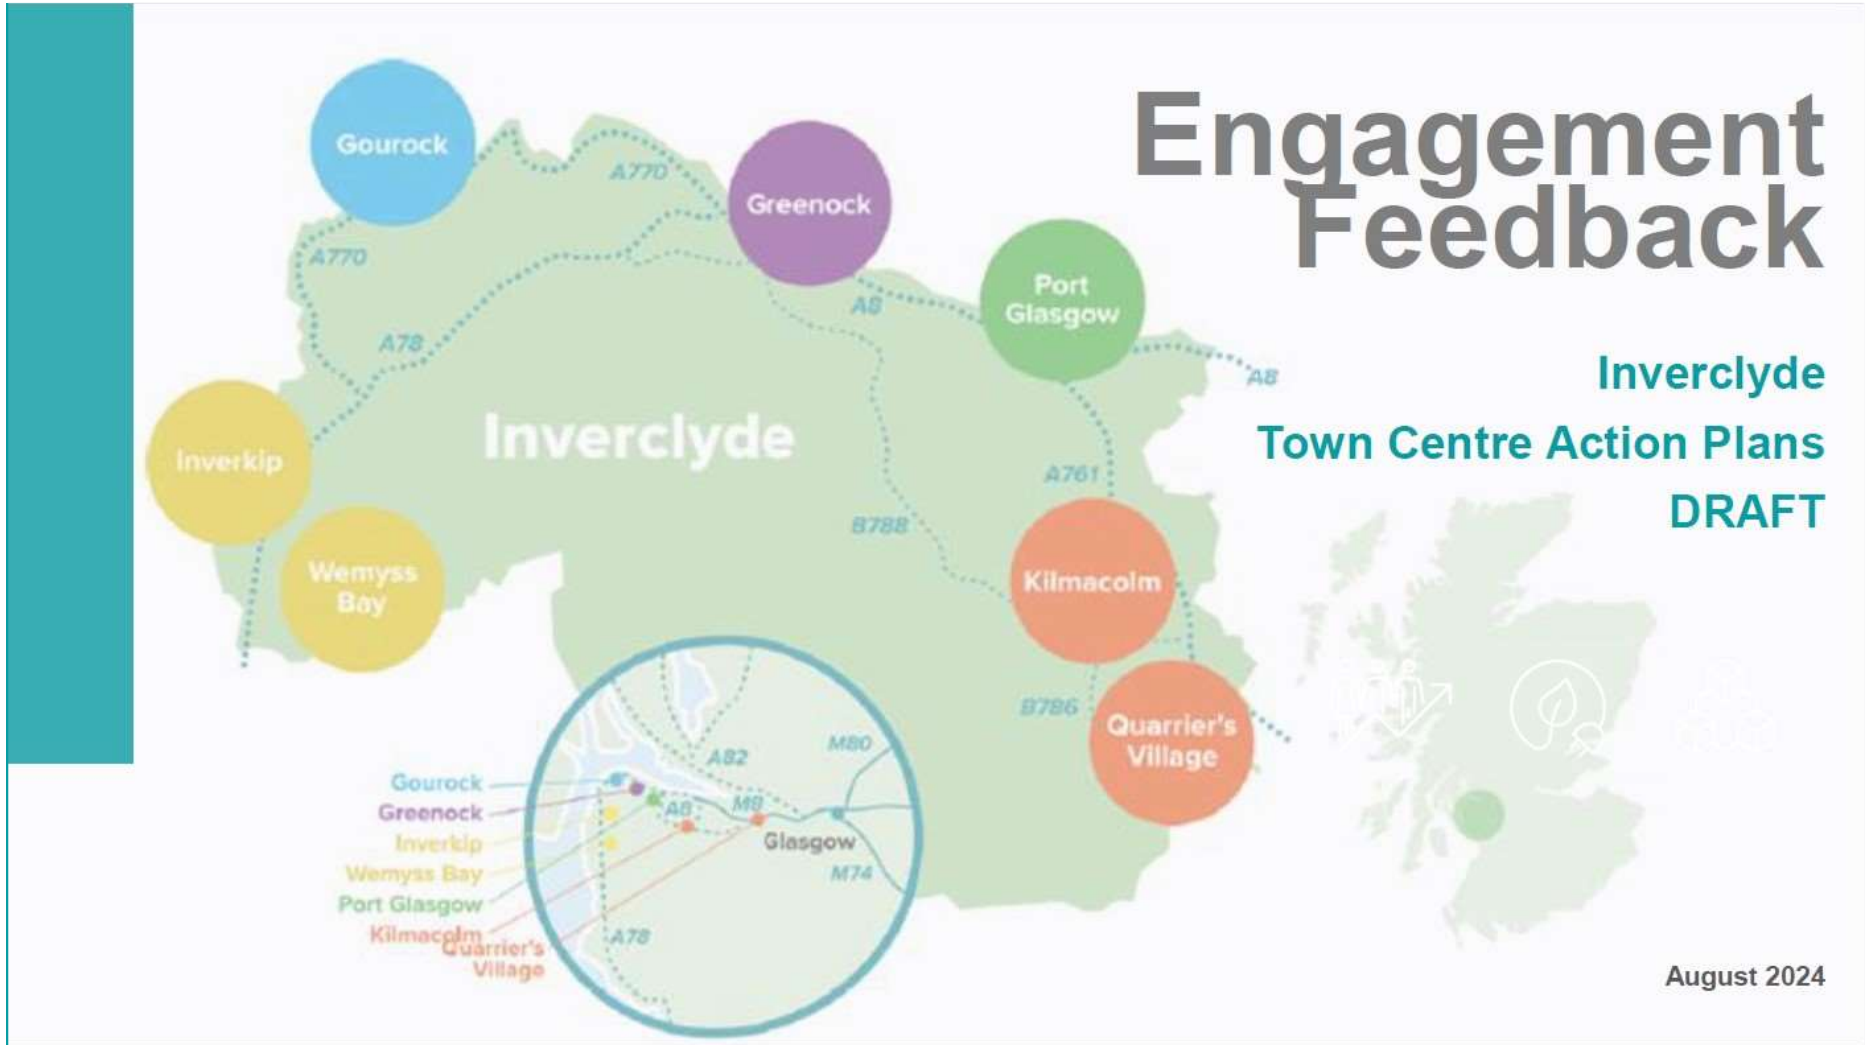 Engagement
Feedback
Inverclyde
Town Centre Action Plans
DRAFT
August 2024
Gourock
Greenock
Port
Glasgow
Inverkip
Wemyss
Bay
Kilmacolm
Quarrier's
Village
Inverclyde
A770
A770
A78
A8
A8
A761
B788
B786
A82
M80
A8
M8
Glasgow
M74
A78
Gourock
Greenock
Inverkip
Wemyss Bay
Port Glasgow
Kilmacolm
Quarrier's
Village